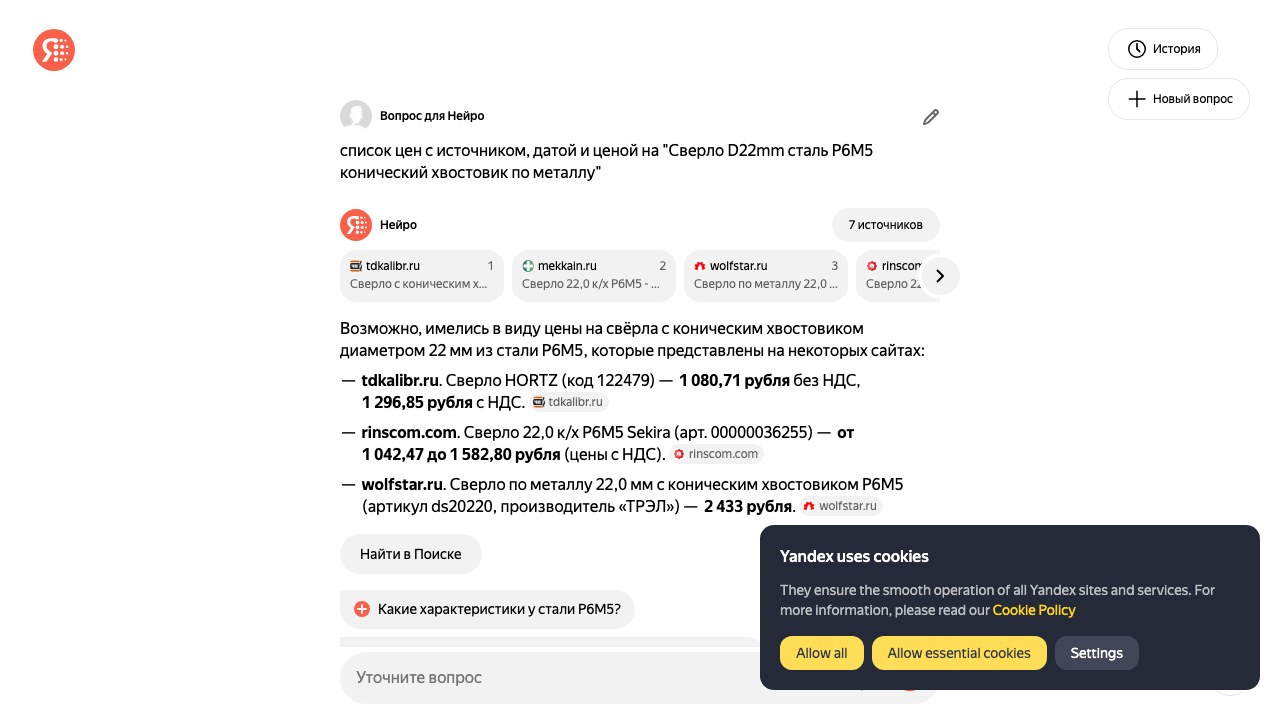 История
Новый вопрос
Вопрос для Нейро
список цен с источником, датой и ценой на "Сверло D22mm сталь Р6М5
конический хвостовик по металлу"
Нейро
7 источников
tdkalibr.ru 1
Сверло с коническим х...
mekkain.ru 2
Сверло 22,0 к/х Р6М5 - ...
wolfstar.ru 3
Сверло по металлу 22,0 ...
rinscom
Сверло 22
Возможно, имелись в виду цены на свёрла с коническим хвостовиком
диаметром 22 мм из стали Р6М5, которые представлены на некоторых сайтах:
— tdkalibr.ru. Сверло HORTZ (код 122479) — 1 080,71 рубля без НДС,
1 296,85 рубля с НДС. tdkalibr.ru
— rinscom.com. Сверло 22,0 к/х Р6М5 Sekira (арт. 00000036255) — от
1 042,47 до 1 582,80 рубля (цены с НДС). rinscom.com
— wolfstar.ru. Сверло по металлу 22,0 мм с коническим хвостовиком Р6М5
(артикул ds20220, производитель «ТРЭЛ») — 2 433 рубля. wolfstar.ru
Найти в Поиске
Какие характеристики у стали Р6М5?
Уточните вопрос
Yandex uses cookies
They ensure the smooth operation of all Yandex sites and services. For
more information, please read our Cookie Policy
Allow all
Allow essential cookies
Settings